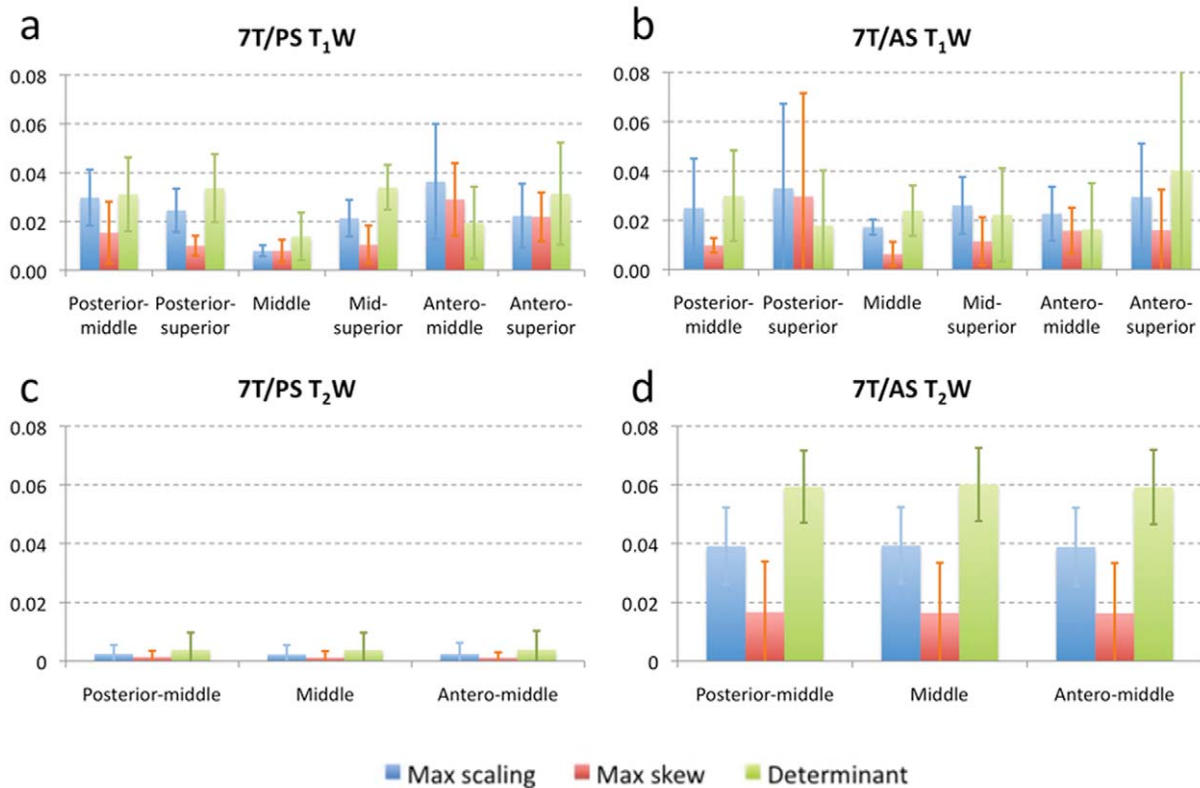 a
7T/PS T₁W
0.08
0.06
0.04
0.02
0.00
Posterior- Posterior- Middle Mid- Antero- Antero-
middle superior superior middle superior
b
7T/AS T₁W
0.08
0.06
0.04
0.02
0.00
Posterior- Posterior- Middle Mid- Antero- Antero-
middle superior superior middle superior
c
7T/PS T₂W
0.08
0.06
0.04
0.02
0
Posterior-middle Middle Antero-middle
d
7T/AS T₂W
0.08
0.06
0.04
0.02
0
Posterior-middle Middle Antero-middle
Max scaling Max skew Determinant